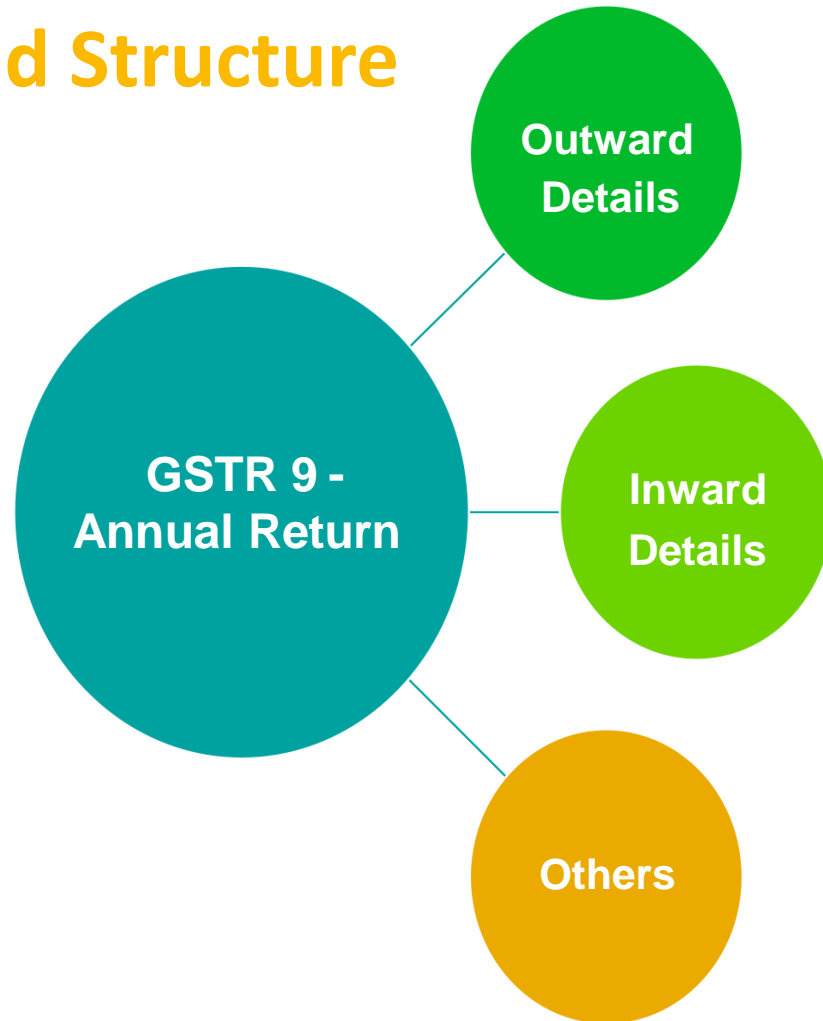 d Structure
Outward
Details
GSTR 9 -
Annual Return
Inward
Details
Others